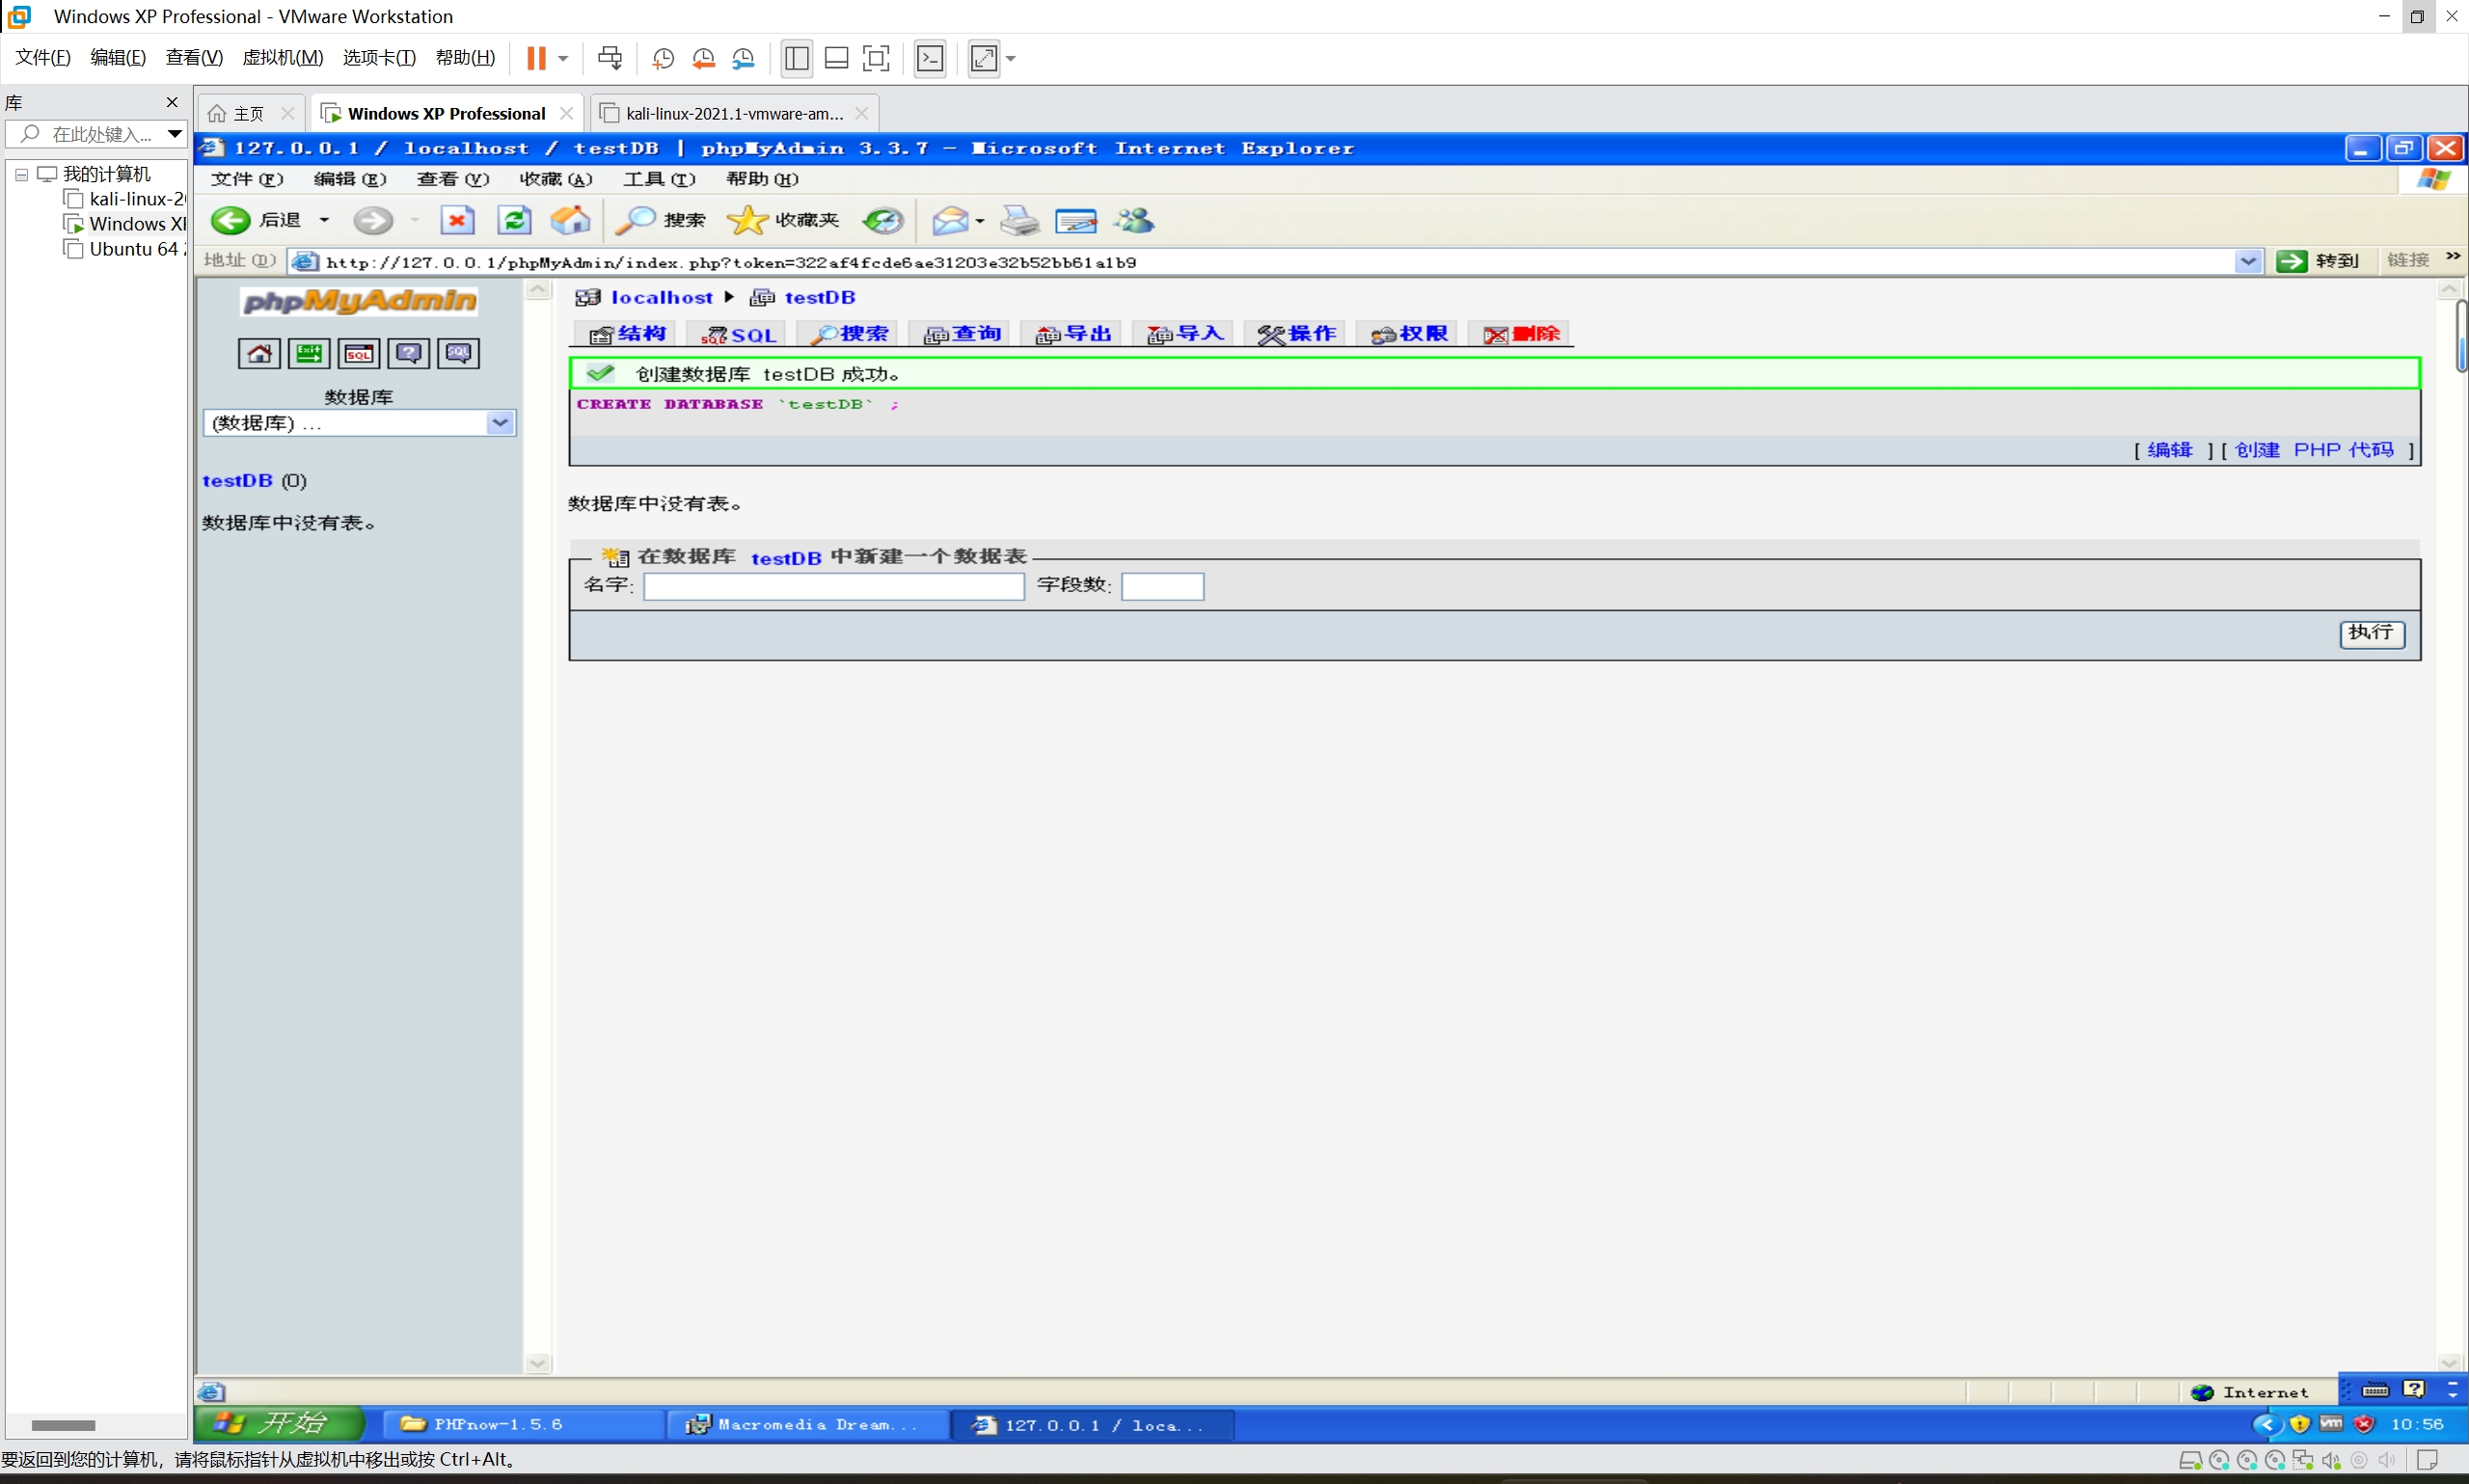 Windows XP Professional - VMware Workstation
文件(F) 编辑(E) 查看(V) 虚拟机(M) 选项卡(T) 帮助(H)
库
在此处键入...
我的计算机
kali-linux-2
Windows XI
Ubuntu 64
主页
Windows XP Professional
kali-linux-2021.1-vmware-am...
127.0.0.1 / localhost / testDB | phpMyAdmin 3.3.7 - Microsoft Internet Explorer
文件(F) 编辑(E) 查看(V) 收藏(A) 工具(T) 帮助(H)
后退 搜索 收藏夹
地址(D) http://127.0.0.1/phpMyAdmin/index.php?token=322af4fcde6ae31203e32b52bb61a1b9 转到 链接 »
phpMyAdmin
Exit SQL ? SQL
数据库
(数据库) ...
testDB (0)
数据库中没有表。
localhost ▶ testDB
结构 SQL 搜索 查询 导出 导入 操作 权限 删除
创建数据库 testDB 成功。
CREATE DATABASE `testDB` ;
[ 编辑 ] [ 创建 PHP 代码 ]
数据库中没有表。
在数据库 testDB 中新建一个数据表
名字: 字段数:
执行
Internet
开始 PHPnow-1.5.6 Macromedia Dream... 127.0.0.1 / loca... 10:56
要返回到您的计算机，请将鼠标指针从虚拟机中移出或按 Ctrl+Alt。